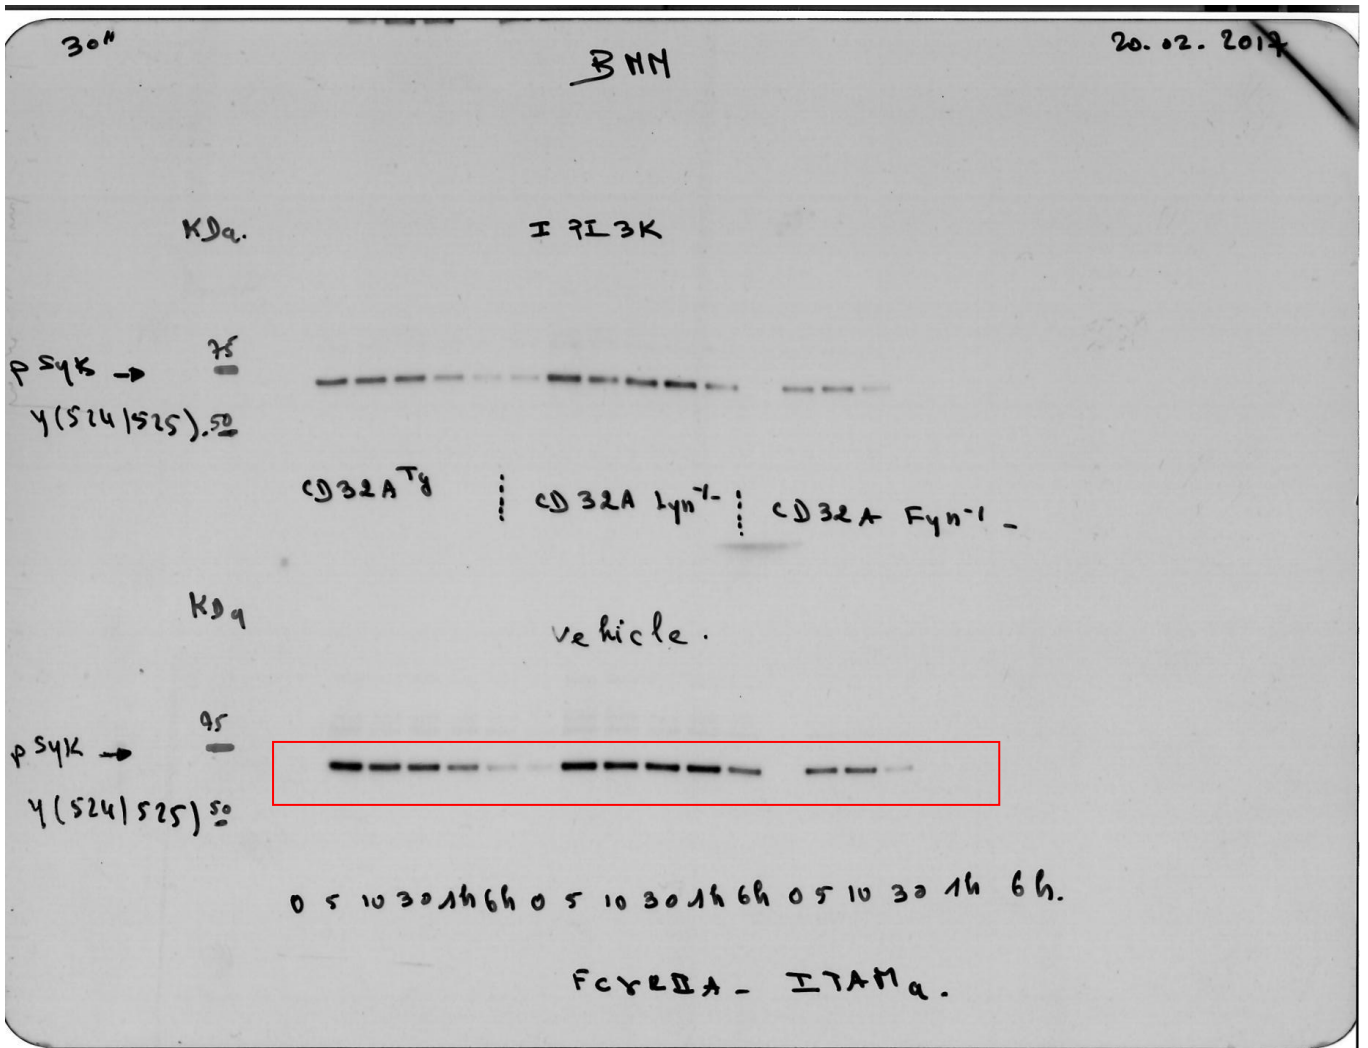 30"
20.02.2017
BMM
KDa. I PI3K
75
p Syk →
Y(524/525).50
CD32A Tg ¦ CD32A Lyn-/- ¦ CD32A Fyn-/-
KDa
vehicle.
75
p Syk →
Y(524/525) 50
0 5 10 30 1h 6h 0 5 10 30 1h 6h 0 5 10 30 1h 6h.
FcγRIIA - ITAMa.